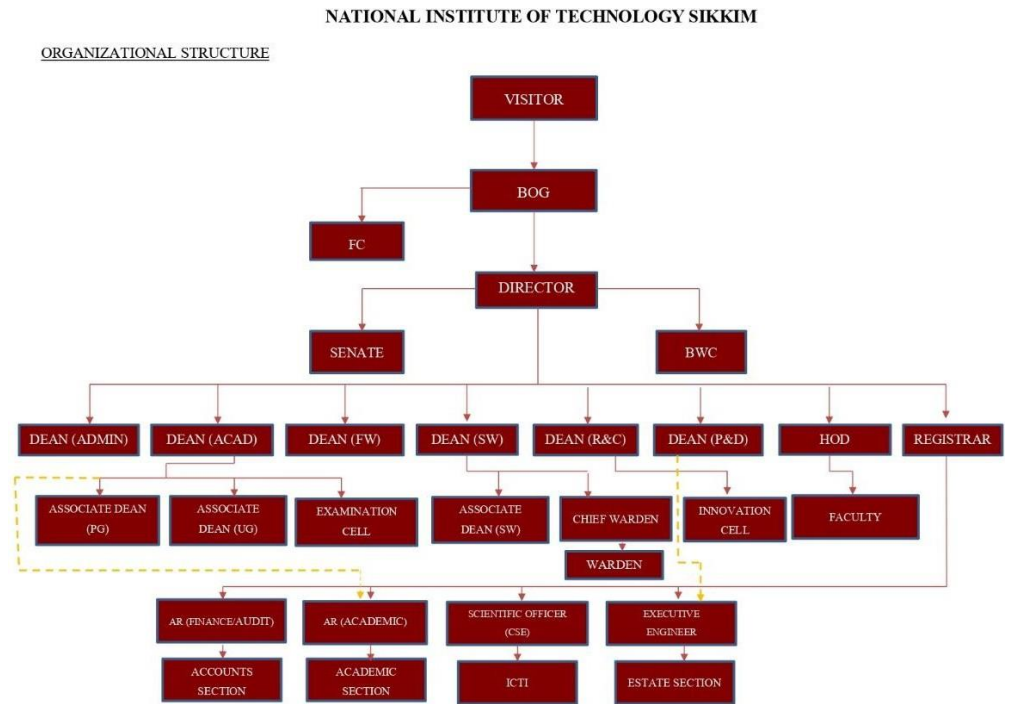 NATIONAL INSTITUTE OF TECHNOLOGY SIKKIM
ORGANIZATIONAL STRUCTURE
VISITOR
BOG
FC
DIRECTOR
SENATE
BWC
DEAN (ADMIN)
DEAN (ACAD)
DEAN (FW)
DEAN (SW)
DEAN (R&C)
DEAN (P&D)
HOD
REGISTRAR
ASSOCIATE DEAN
(PG)
ASSOCIATE
DEAN (UG)
EXAMINATION
CELL
ASSOCIATE
DEAN (SW)
CHIEF WARDEN
INNOVATION
CELL
FACULTY
WARDEN
AR (FINANCE/AUDIT)
AR (ACADEMIC)
SCIENTIFIC OFFICER
(CSE)
EXECUTIVE
ENGINEER
ACCOUNTS
SECTION
ACADEMIC
SECTION
ICTI
ESTATE SECTION